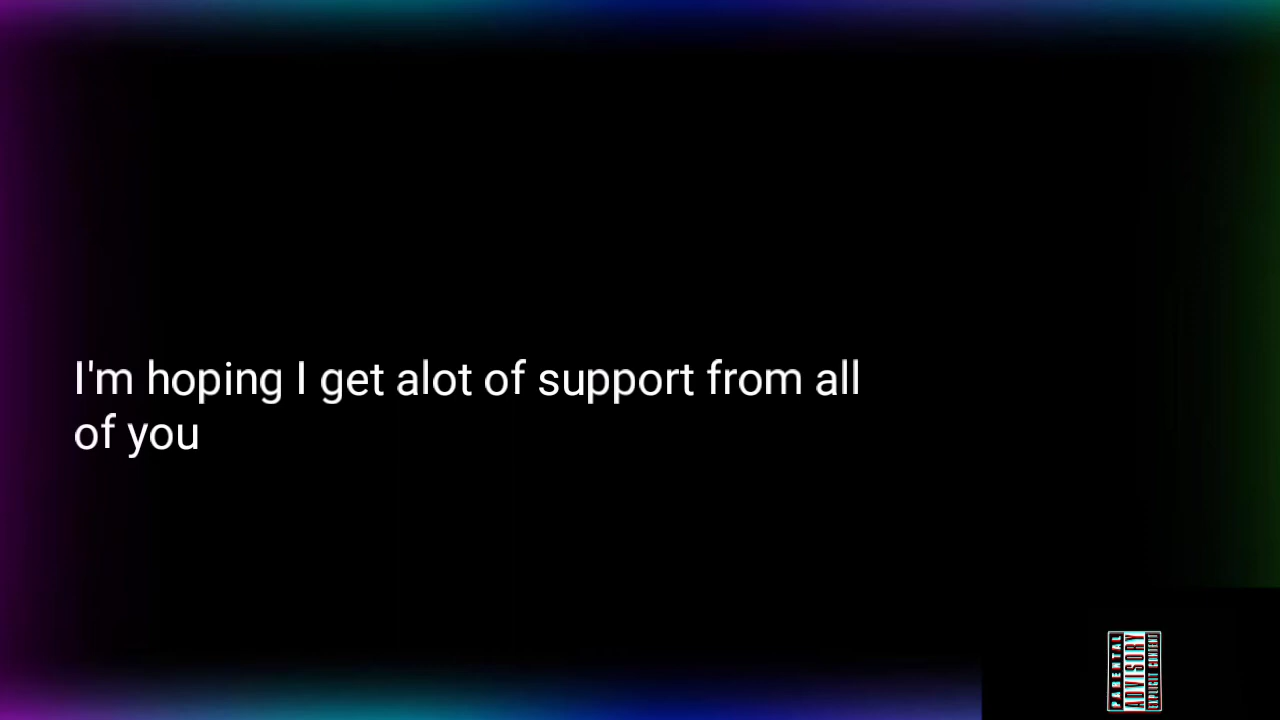 I'm hoping I get alot of support from all
of you
PARENTAL
ADVISORY
EXPLICIT CONTENT